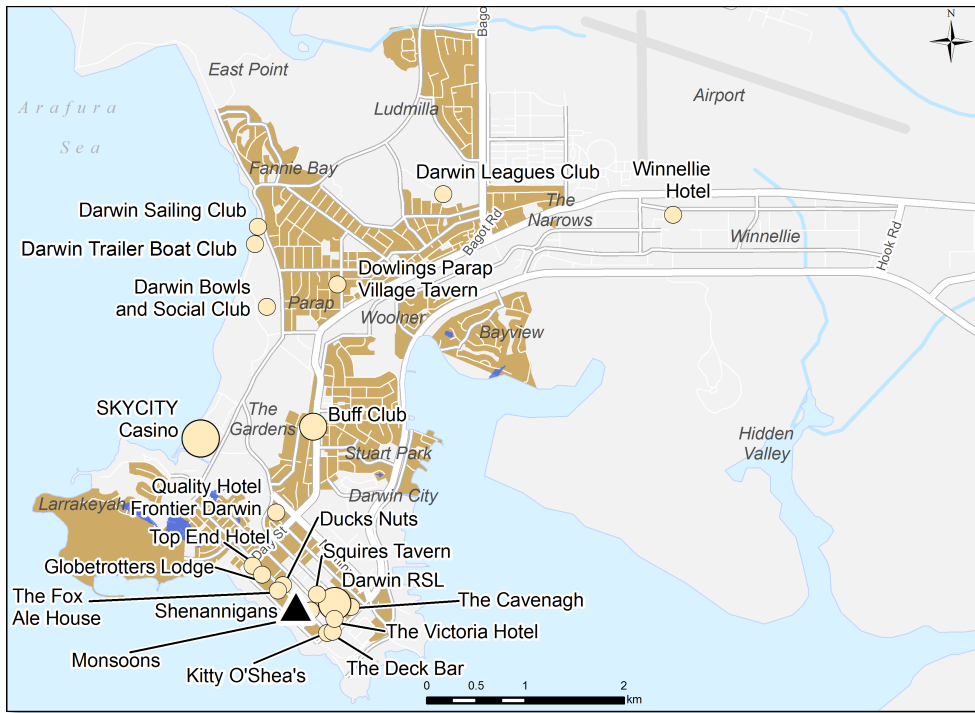 N
Bago
East Point
Airport
Arafura
Sea
Ludmilla
Fannie Bay
Darwin Leagues Club
Winnellie
Hotel
The
Narrows
Darwin Sailing Club
Bagot Rd
Winnellie
Hook Rd
Darwin Trailer Boat Club
Dowlings Parap
Village Tavern
Darwin Bowls
and Social Club
Parap
Woolner
Bayview
SKYCITY
Casino
The
Gardens
Buff Club
Stuart Park
Hidden
Valley
Larrakeyah
Quality Hotel
Frontier Darwin
Darwin City
Ducks Nuts
Top End Hotel
Daly St
Squires Tavern
Globetrotters Lodge
Darwin RSL
The Fox
Ale House
Shenannigans
The Cavenagh
The Victoria Hotel
Monsoons
Kitty O'Shea's
The Deck Bar
0 0.5 1 2
km